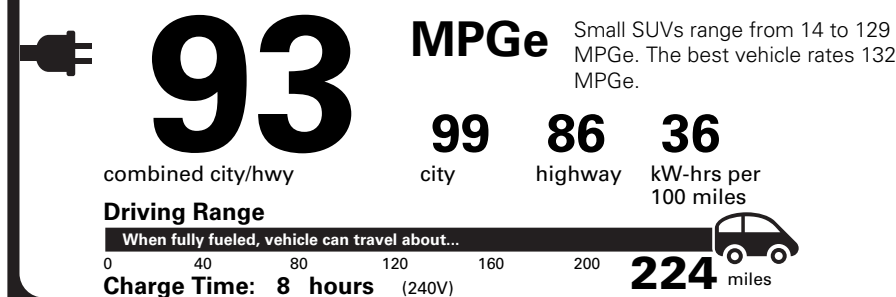 93
MPGe
Small SUVs range from 14 to 129
MPGe. The best vehicle rates 132
MPGe.
combined city/hwy
99 86 36
city highway kW-hrs per
100 miles
Driving Range
When fully fueled, vehicle can travel about...
0 40 80 120 160 200 224 miles
Charge Time: 8 hours (240V)